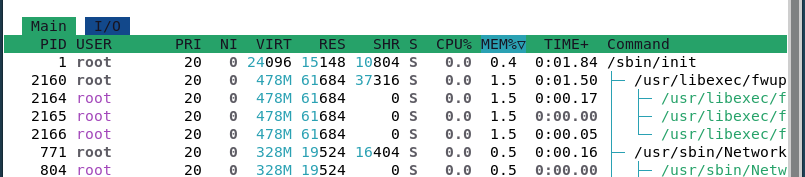 Main I/O
PID USER PRI NI VIRT RES SHR S CPU% MEM%▽ TIME+ Command
1 root 20 0 24096 15148 10804 S 0.0 0.4 0:01.84 /sbin/init
2160 root 20 0 478M 61684 37316 S 0.0 1.5 0:01.50 ├─ /usr/libexec/fwup
2164 root 20 0 478M 61684 0 S 0.0 1.5 0:00.17 │ ├─ /usr/libexec/f
2165 root 20 0 478M 61684 0 S 0.0 1.5 0:00.00 │ ├─ /usr/libexec/f
2166 root 20 0 478M 61684 0 S 0.0 1.5 0:00.05 │ └─ /usr/libexec/f
771 root 20 0 328M 19524 16404 S 0.0 0.5 0:00.16 ├─ /usr/sbin/Network
804 root 20 0 328M 19524 0 S 0.0 0.5 0:00.00 │ ├─ /usr/sbin/Netw